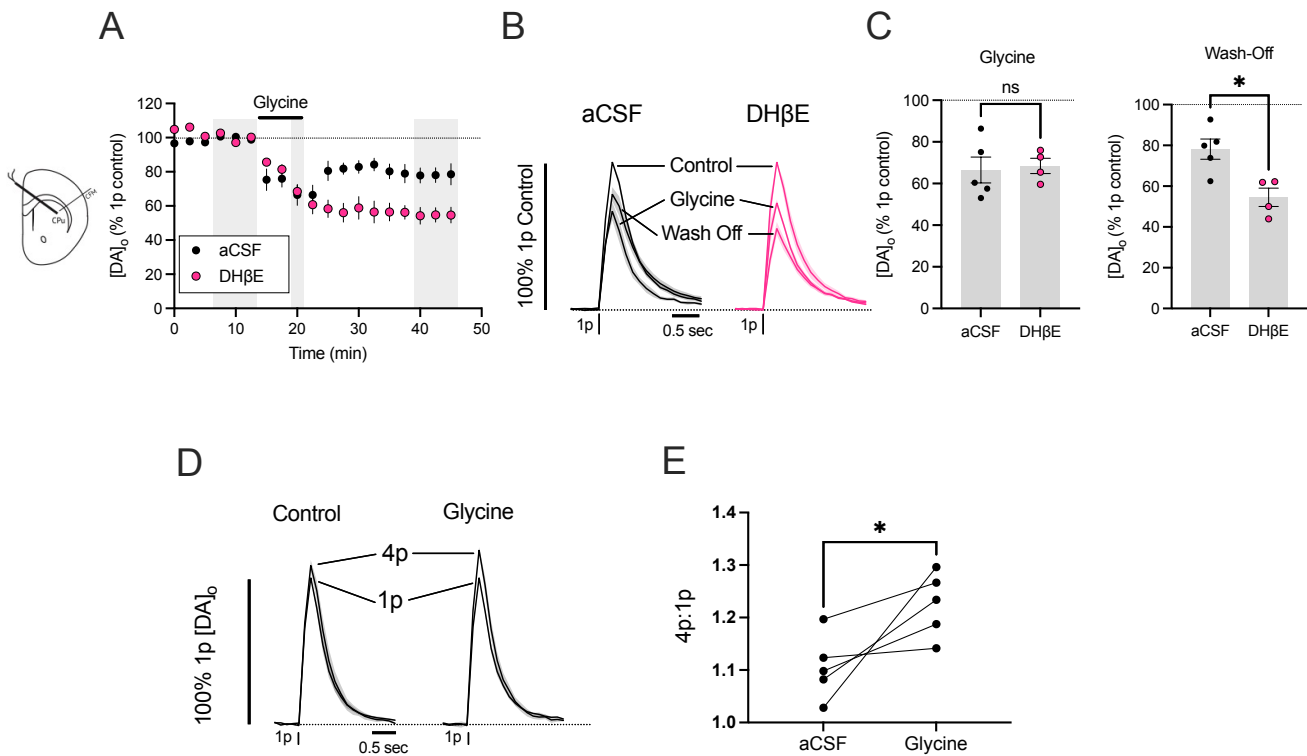 A
B
C
Glycine
Wash-Off
120
100
80
60
40
20
0
[DA]ₒ (% 1p control)
Glycine
aCSF
DHβE
0
10
20
30
40
50
Time (min)
CPu
CFM
aCSF
DHβE
Control
Glycine
Wash Off
100% 1p Control
1p
0.5 sec
1p
ns
100
80
60
40
20
0
[DA]ₒ (% 1p control)
aCSF
DHβE
*
100
80
60
40
20
0
[DA]ₒ (% 1p control)
aCSF
DHβE
D
E
Control
Glycine
4p
1p
100% 1p [DA]ₒ
1p
0.5 sec
1p
1.4
1.3
1.2
1.1
1.0
4p:1p
*
aCSF
Glycine